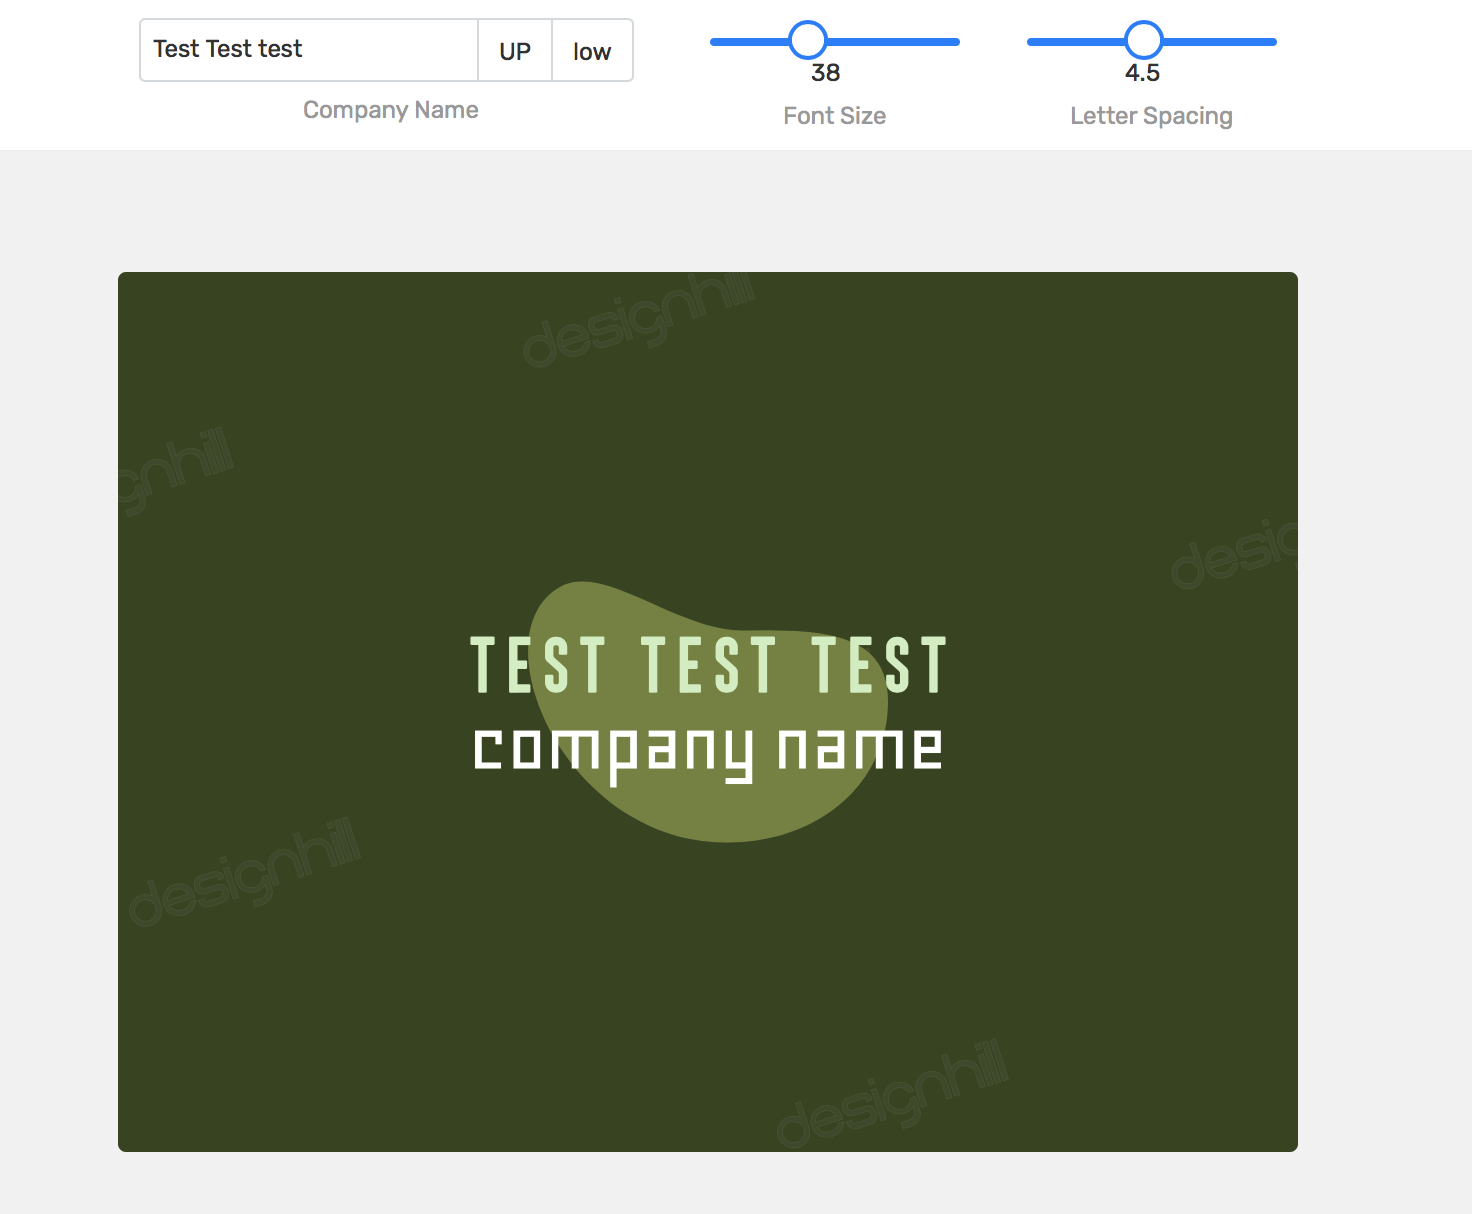 Test Test test UP low
Company Name
38
Font Size
4.5
Letter Spacing
designhill
gnhill
desig
TEST TEST TEST
company name
designhill
designhill